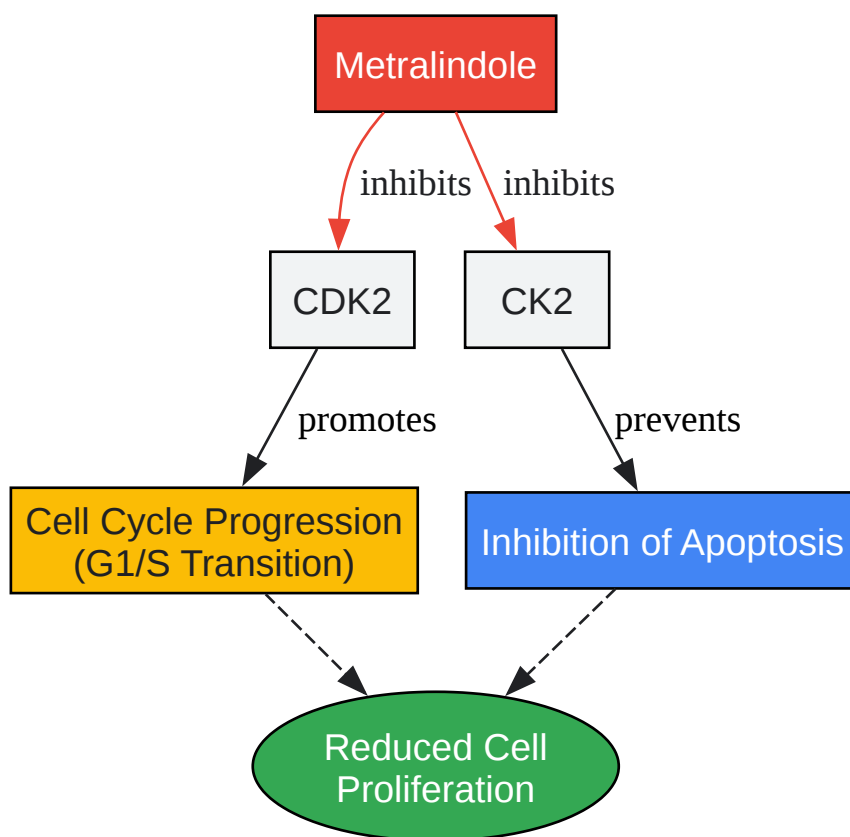 Metralindole
inhibits
inhibits
CDK2
CK2
promotes
prevents
Cell Cycle Progression
(G1/S Transition)
Inhibition of Apoptosis
Reduced Cell
Proliferation